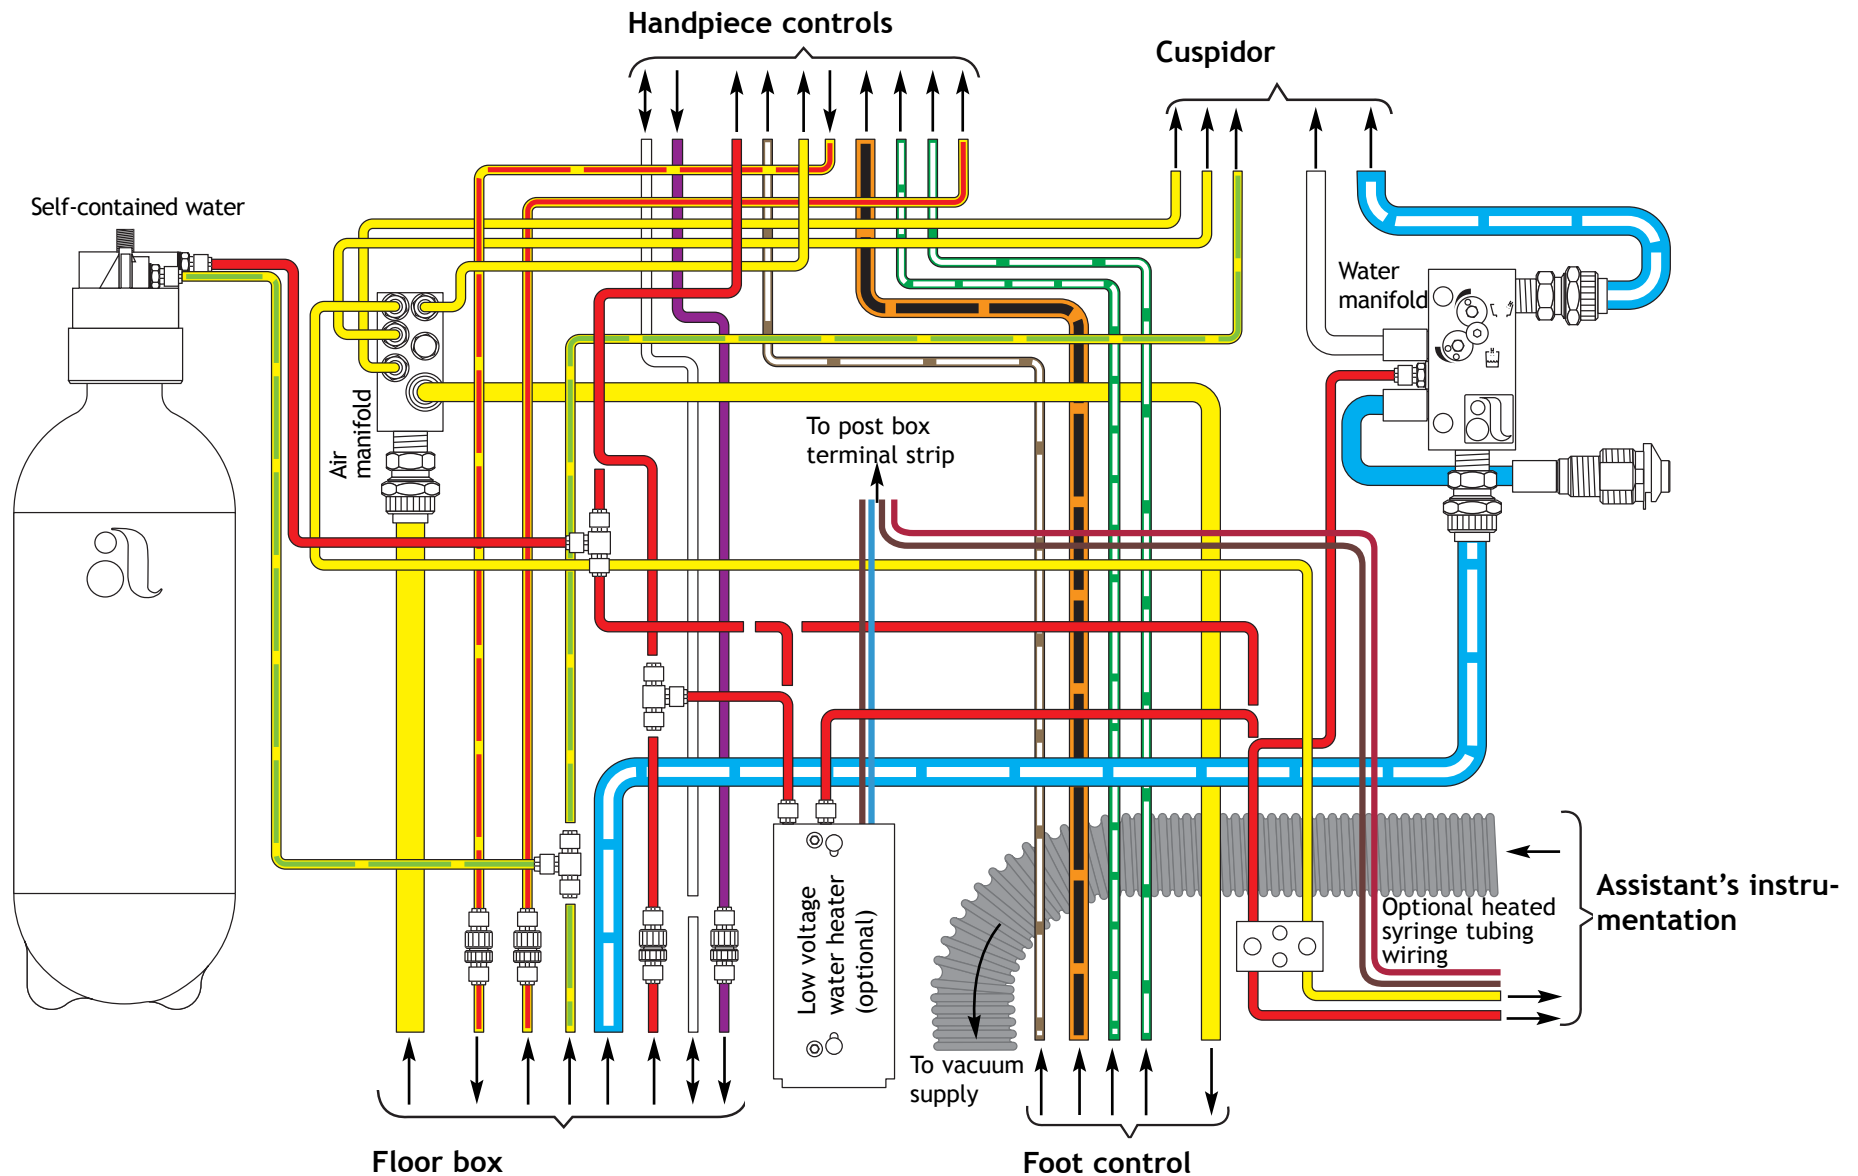 Handpiece controls
Cuspidor
Self-contained water
Water
manifold
Air
manifold
To post box
terminal strip
Low voltage
water heater
(optional)
Optional heated
syringe tubing
wiring
Assistant’s instru-
mentation
To vacuum
supply
Floor box
Foot control